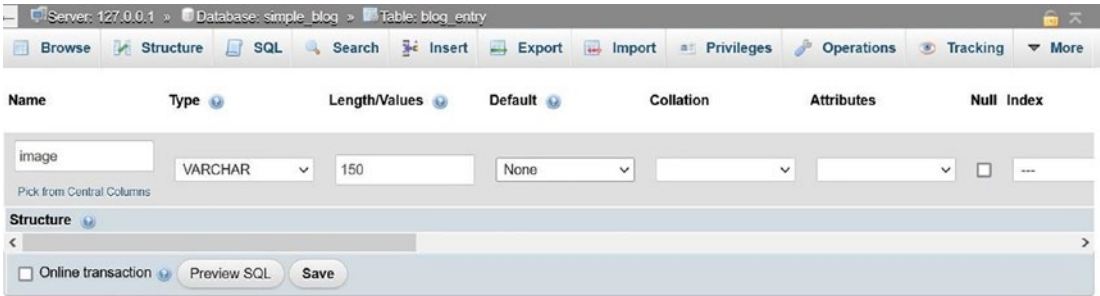 Server: 127.0.0.1 » Database: simple_blog » Table: blog_entry
Browse Structure SQL Search Insert Export Import Privileges Operations Tracking More
Name Type Length/Values Default Collation Attributes Null Index
image VARCHAR 150 None ---
Pick from Central Columns
Structure
Online transaction Preview SQL Save